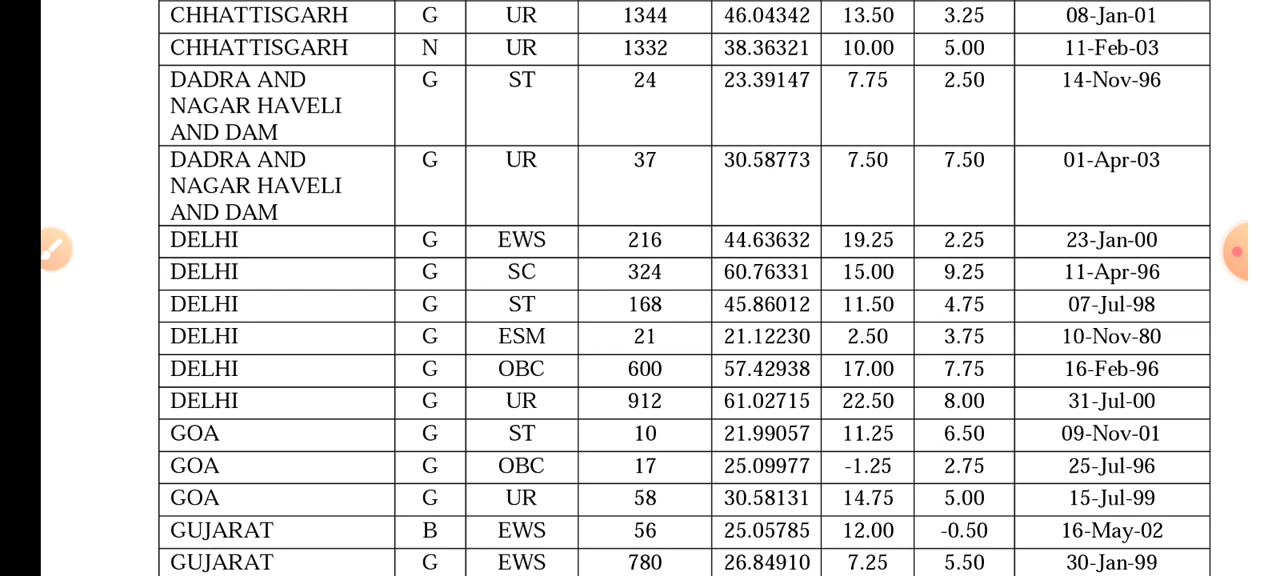 CHHATTISGARH G UR 1344 46.04342 13.50 3.25 08-Jan-01
CHHATTISGARH N UR 1332 38.36321 10.00 5.00 11-Feb-03
DADRA AND G ST 24 23.39147 7.75 2.50 14-Nov-96
NAGAR HAVELI
AND DAM
DADRA AND G UR 37 30.58773 7.50 7.50 01-Apr-03
NAGAR HAVELI
AND DAM
DELHI G EWS 216 44.63632 19.25 2.25 23-Jan-00
DELHI G SC 324 60.76331 15.00 9.25 11-Apr-96
DELHI G ST 168 45.86012 11.50 4.75 07-Jul-98
DELHI G ESM 21 21.12230 2.50 3.75 10-Nov-80
DELHI G OBC 600 57.42938 17.00 7.75 16-Feb-96
DELHI G UR 912 61.02715 22.50 8.00 31-Jul-00
GOA G ST 10 21.99057 11.25 6.50 09-Nov-01
GOA G OBC 17 25.09977 -1.25 2.75 25-Jul-96
GOA G UR 58 30.58131 14.75 5.00 15-Jul-99
GUJARAT B EWS 56 25.05785 12.00 -0.50 16-May-02
GUJARAT G EWS 780 26.84910 7.25 5.50 30-Jan-99